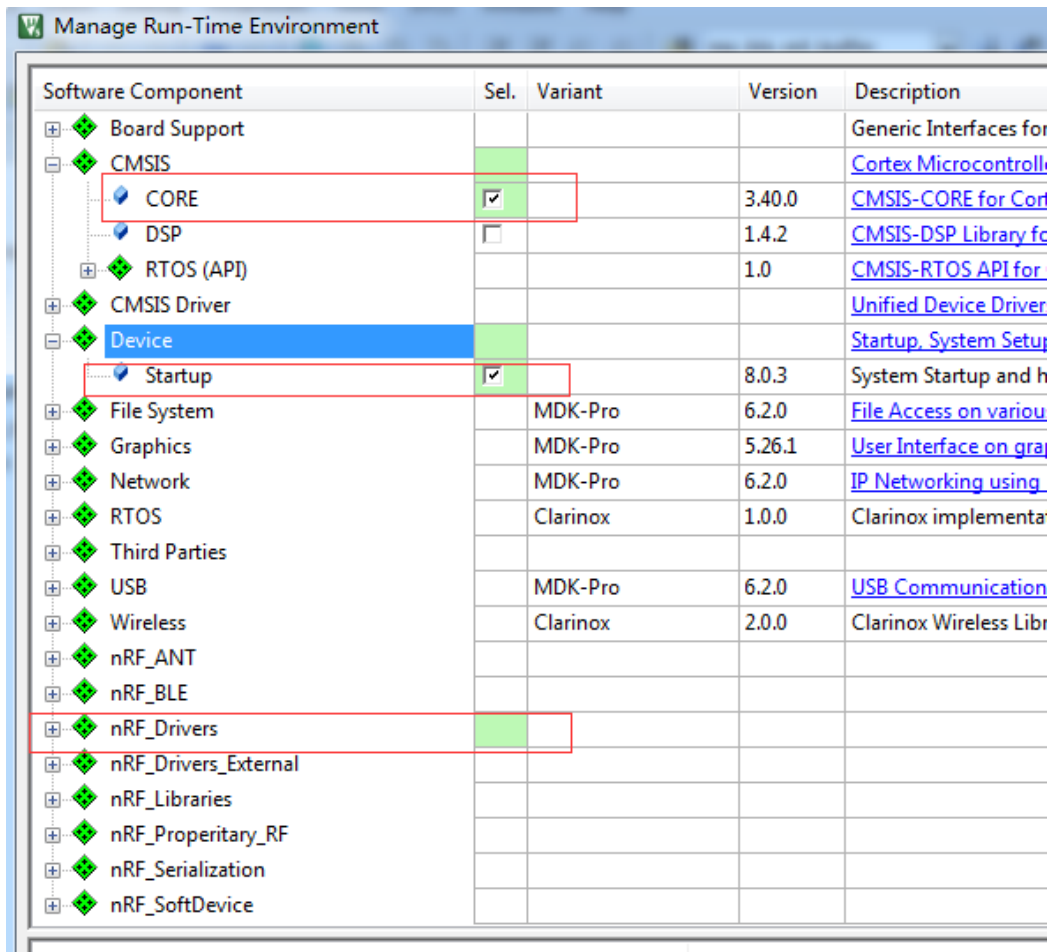 Manage Run-Time Environment
Software Component Sel. Variant Version Description
Board Support Generic Interfaces for
CMSIS Cortex Microcontroll
CORE 3.40.0 CMSIS-CORE for Cort
DSP 1.4.2 CMSIS-DSP Library fo
RTOS (API) 1.0 CMSIS-RTOS API for
CMSIS Driver Unified Device Driver
Device Startup, System Setup
Startup 8.0.3 System Startup and h
File System MDK-Pro 6.2.0 File Access on variou
Graphics MDK-Pro 5.26.1 User Interface on gra
Network MDK-Pro 6.2.0 IP Networking using
RTOS Clarinox 1.0.0 Clarinox implementat
Third Parties
USB MDK-Pro 6.2.0 USB Communication
Wireless Clarinox 2.0.0 Clarinox Wireless Libr
nRF_ANT
nRF_BLE
nRF_Drivers
nRF_Drivers_External
nRF_Libraries
nRF_Properitary_RF
nRF_Serialization
nRF_SoftDevice